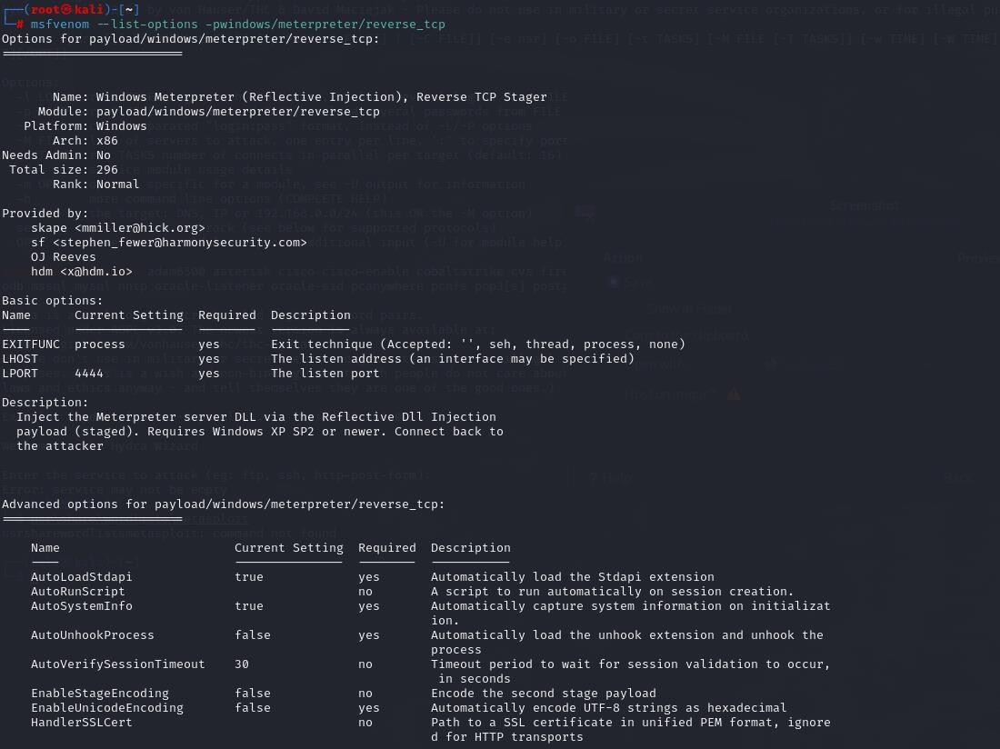 (root㉿kali)-[~]
# msfvenom --list-options -pwindows/meterpreter/reverse_tcp
Options for payload/windows/meterpreter/reverse_tcp:
Name: Windows Meterpreter (Reflective Injection), Reverse TCP Stager
Module: payload/windows/meterpreter/reverse_tcp
Platform: Windows
Arch: x86
Needs Admin: No
Total size: 296
Rank: Normal
Provided by:
skape <mmiller@hick.org>
sf <stephen_fewer@harmonysecurity.com>
OJ Reeves
hdm <x@hdm.io>
Basic options:
Name Current Setting Required Description
EXITFUNC process yes Exit technique (Accepted: '', seh, thread, process, none)
LHOST yes The listen address (an interface may be specified)
LPORT 4444 yes The listen port
Description:
Inject the Meterpreter server DLL via the Reflective Dll Injection
payload (staged). Requires Windows XP SP2 or newer. Connect back to
the attacker
Advanced options for payload/windows/meterpreter/reverse_tcp:
Name Current Setting Required Description
AutoLoadStdapi true yes Automatically load the Stdapi extension
AutoRunScript no A script to run automatically on session creation.
AutoSystemInfo true yes Automatically capture system information on initializat
ion.
AutoUnhookProcess false yes Automatically load the unhook extension and unhook the
process
AutoVerifySessionTimeout 30 no Timeout period to wait for session validation to occur,
in seconds
EnableStageEncoding false no Encode the second stage payload
EnableUnicodeEncoding false yes Automatically encode UTF-8 strings as hexadecimal
HandlerSSLCert no Path to a SSL certificate in unified PEM format, ignore
d for HTTP transports